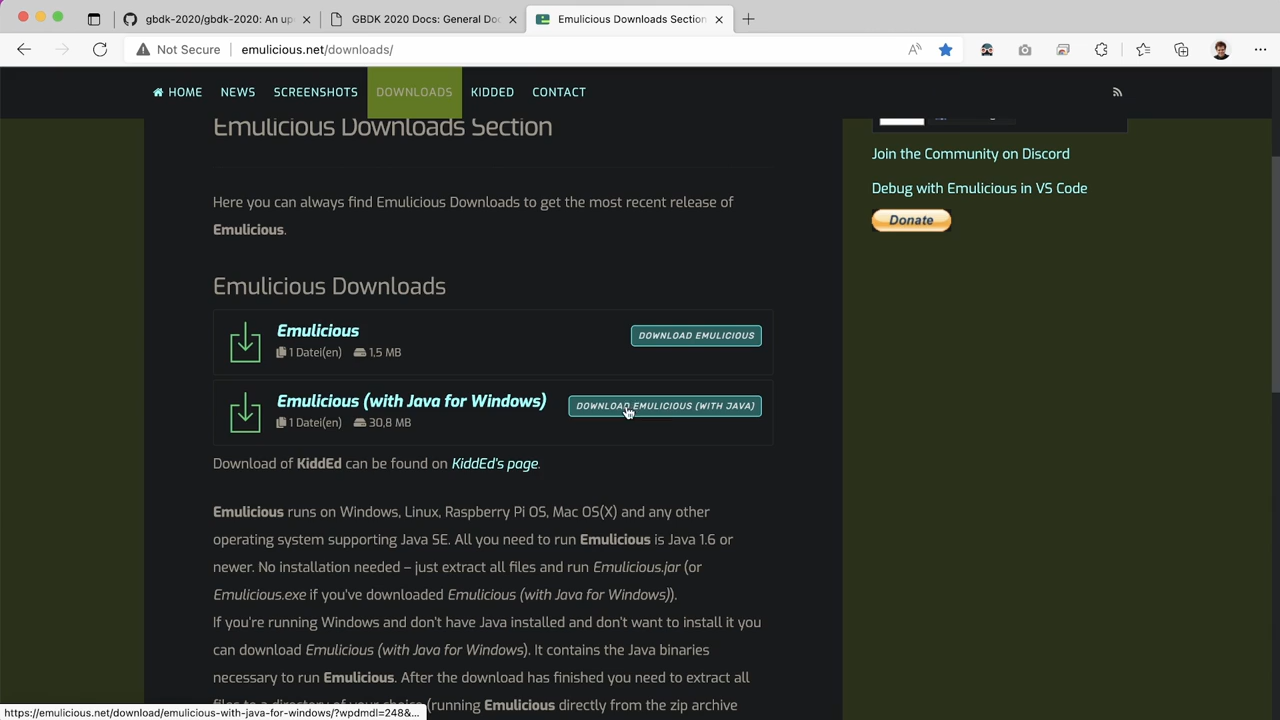 gbdk-2020/gbdk-2020: An up
GBDK 2020 Docs: General Doc
Emulicious Downloads Section
Not Secure
emulicious.net/downloads/
HOME
NEWS
SCREENSHOTS
DOWNLOADS
KIDDED
CONTACT
Emulicious Downloads Section
Here you can always find Emulicious Downloads to get the most recent release of
Emulicious.
Emulicious Downloads
Emulicious
DOWNLOAD EMULICIOUS
1 Datei(en) 1,5 MB
Emulicious (with Java for Windows)
DOWNLOAD EMULICIOUS (WITH JAVA)
1 Datei(en) 30,8 MB
Download of KiddEd can be found on KiddEd's page.
Emulicious runs on Windows, Linux, Raspberry Pi OS, Mac OS(X) and any other
operating system supporting Java SE. All you need to run Emulicious is Java 1.6 or
newer. No installation needed – just extract all files and run Emulicious.jar (or
Emulicious.exe if you've downloaded Emulicious (with Java for Windows)).
If you're running Windows and don't have Java installed and don't want to install it you
can download Emulicious (with Java for Windows). It contains the Java binaries
necessary to run Emulicious. After the download has finished you need to extract all
files to a directory of your choice (running Emulicious directly from the zip archive
Join the Community on Discord
Debug with Emulicious in VS Code
Donate
https://emulicious.net/download/emulicious-with-java-for-windows/?wpdmdl=248&...